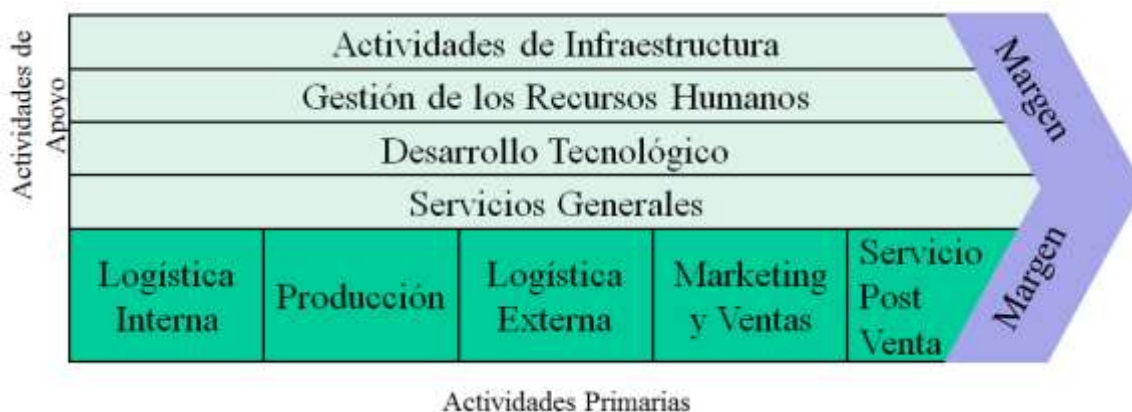 Actividades de
Apoyo
Actividades de Infraestructura
Gestión de los Recursos Humanos
Desarrollo Tecnológico
Servicios Generales
Logística
Interna
Producción
Logística
Externa
Marketing
y Ventas
Servicio
Post
Venta
Margen
Margen
Actividades Primarias